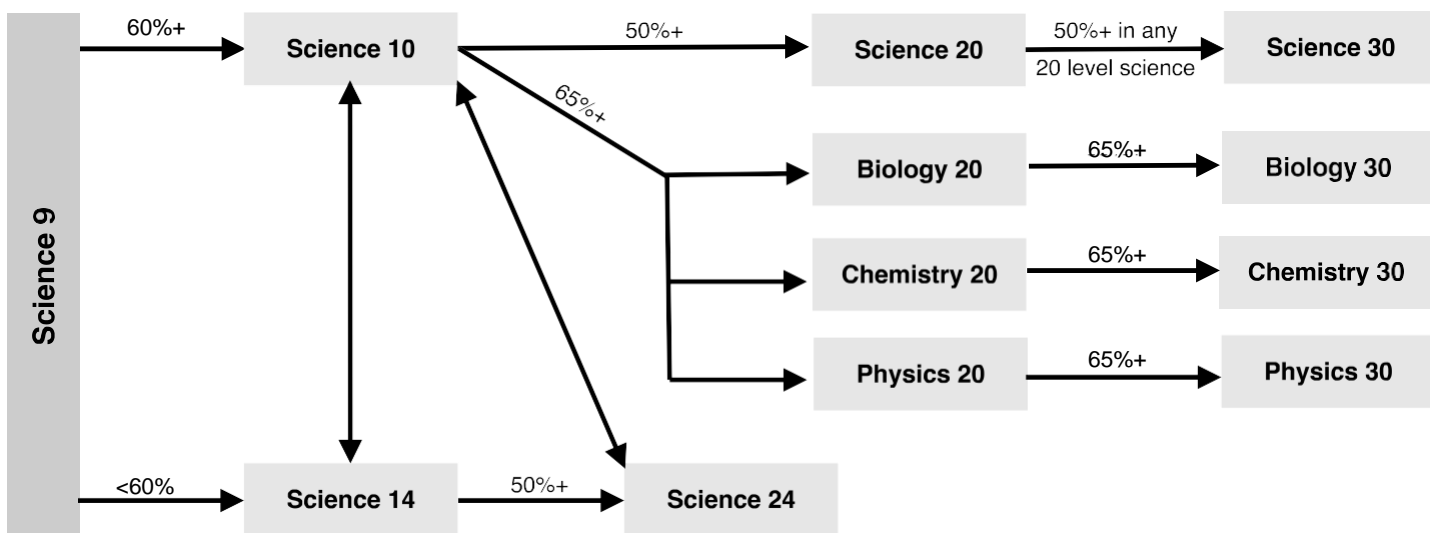 Science 9
60%+
Science 10
50%+
Science 20
50%+ in any
20 level science
Science 30
65%+
Biology 20
65%+
Biology 30
Chemistry 20
65%+
Chemistry 30
Physics 20
65%+
Physics 30
<60%
Science 14
50%+
Science 24